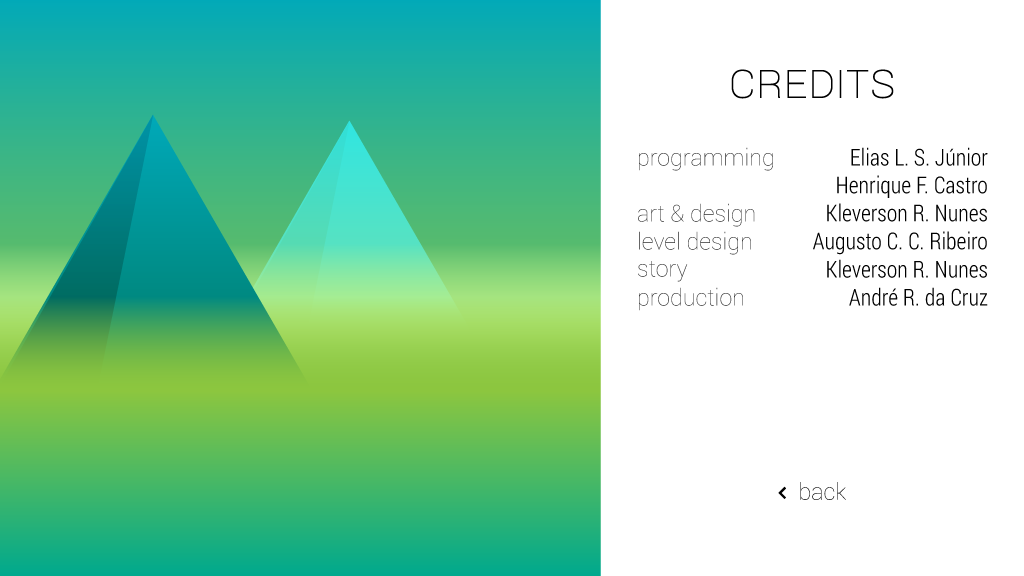 CREDITS
programming Elias L. S. Júnior
Henrique F. Castro
art & design Kleverson R. Nunes
level design Augusto C. C. Ribeiro
story Kleverson R. Nunes
production André R. da Cruz
back